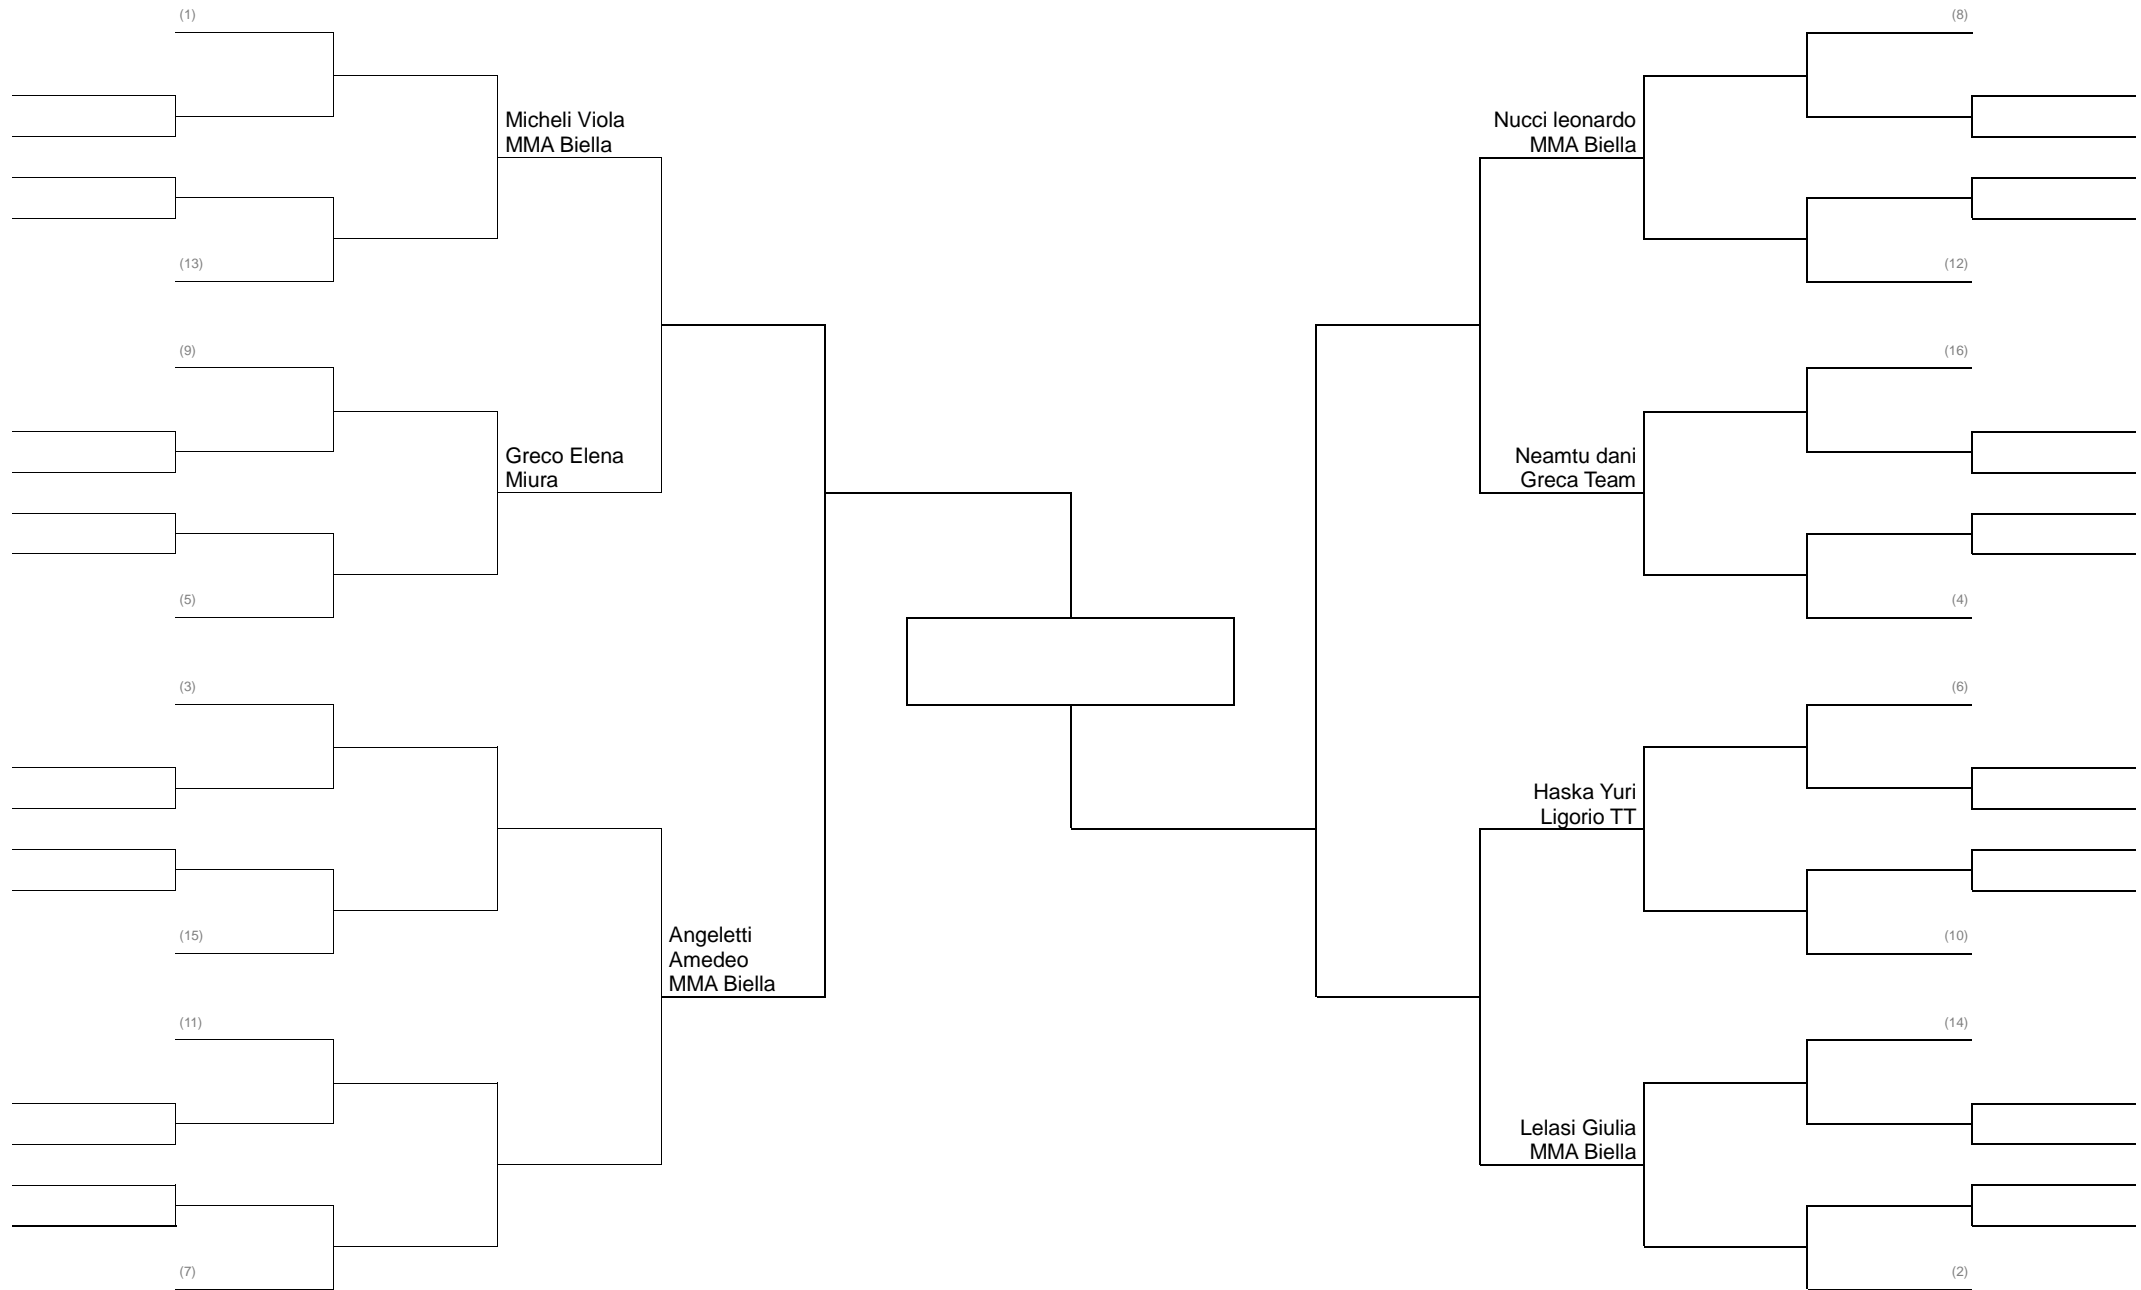 (1)
(8)
Micheli Viola
MMA Biella
Nucci leonardo
MMA Biella
(13)
(12)
(9)
(16)
Greco Elena
Miura
Neamtu dani
Greca Team
(5)
(4)
(3)
(6)
Haska Yuri
Ligorio TT
(15)
(10)
Angeletti
Amedeo
MMA Biella
(11)
(14)
Lelasi Giulia
MMA Biella
(7)
(2)